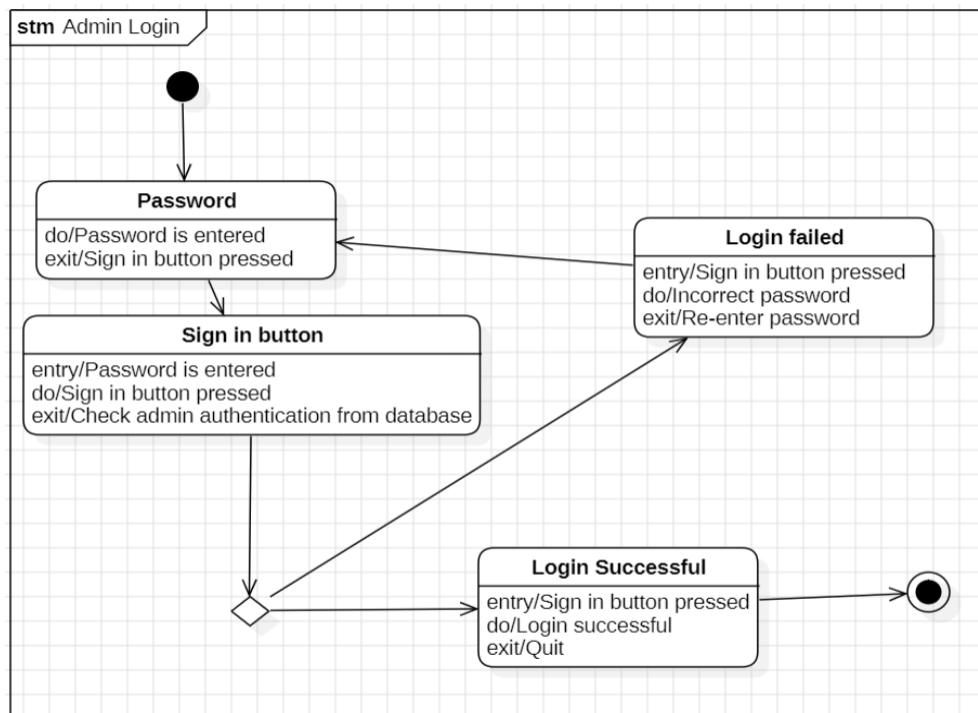 stm Admin Login
Password
do/Password is entered
exit/Sign in button pressed
Login failed
entry/Sign in button pressed
do/Incorrect password
exit/Re-enter password
Sign in button
entry/Password is entered
do/Sign in button pressed
exit/Check admin authentication from database
Login Successful
entry/Sign in button pressed
do/Login successful
exit/Quit